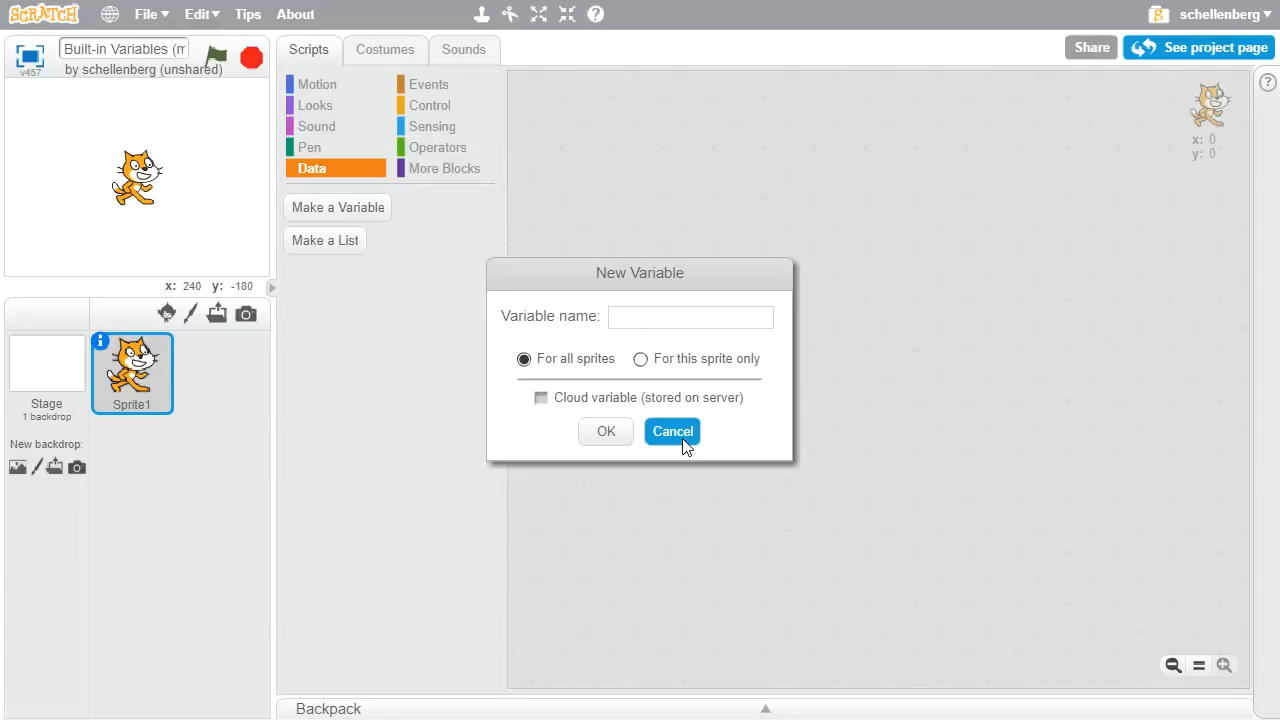 SCRATCH File Edit Tips About schellenberg
v457 Built-in Variables (m
by schellenberg (unshared)
Scripts Costumes Sounds
Share See project page
Motion Events
Looks Control
Sound Sensing
Pen Operators
Data More Blocks
Make a Variable
Make a List
x: 0
y: 0
x: 240 y: -180
New Variable
Variable name:
For all sprites For this sprite only
Cloud variable (stored on server)
OK Cancel
Sprite1
Stage
1 backdrop
New backdrop:
Backpack